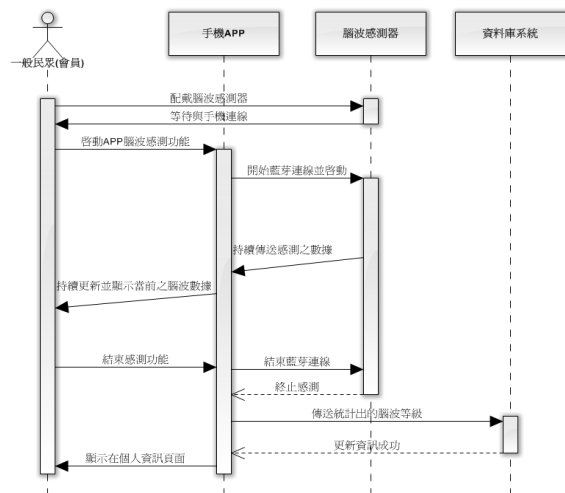 手機APP
腦波感測器
資料庫系統
一般民眾(會員)
配戴腦波感測器
等待與手機連線
啓動APP腦波感測功能
開始藍芽連線並啓動
持續傳送感測之數據
持續更新並顯示當前之腦波數據
結束感測功能
結束藍芽連線
終止感測
傳送統計出的腦波等級
更新資訊成功
顯示在個人資訊頁面